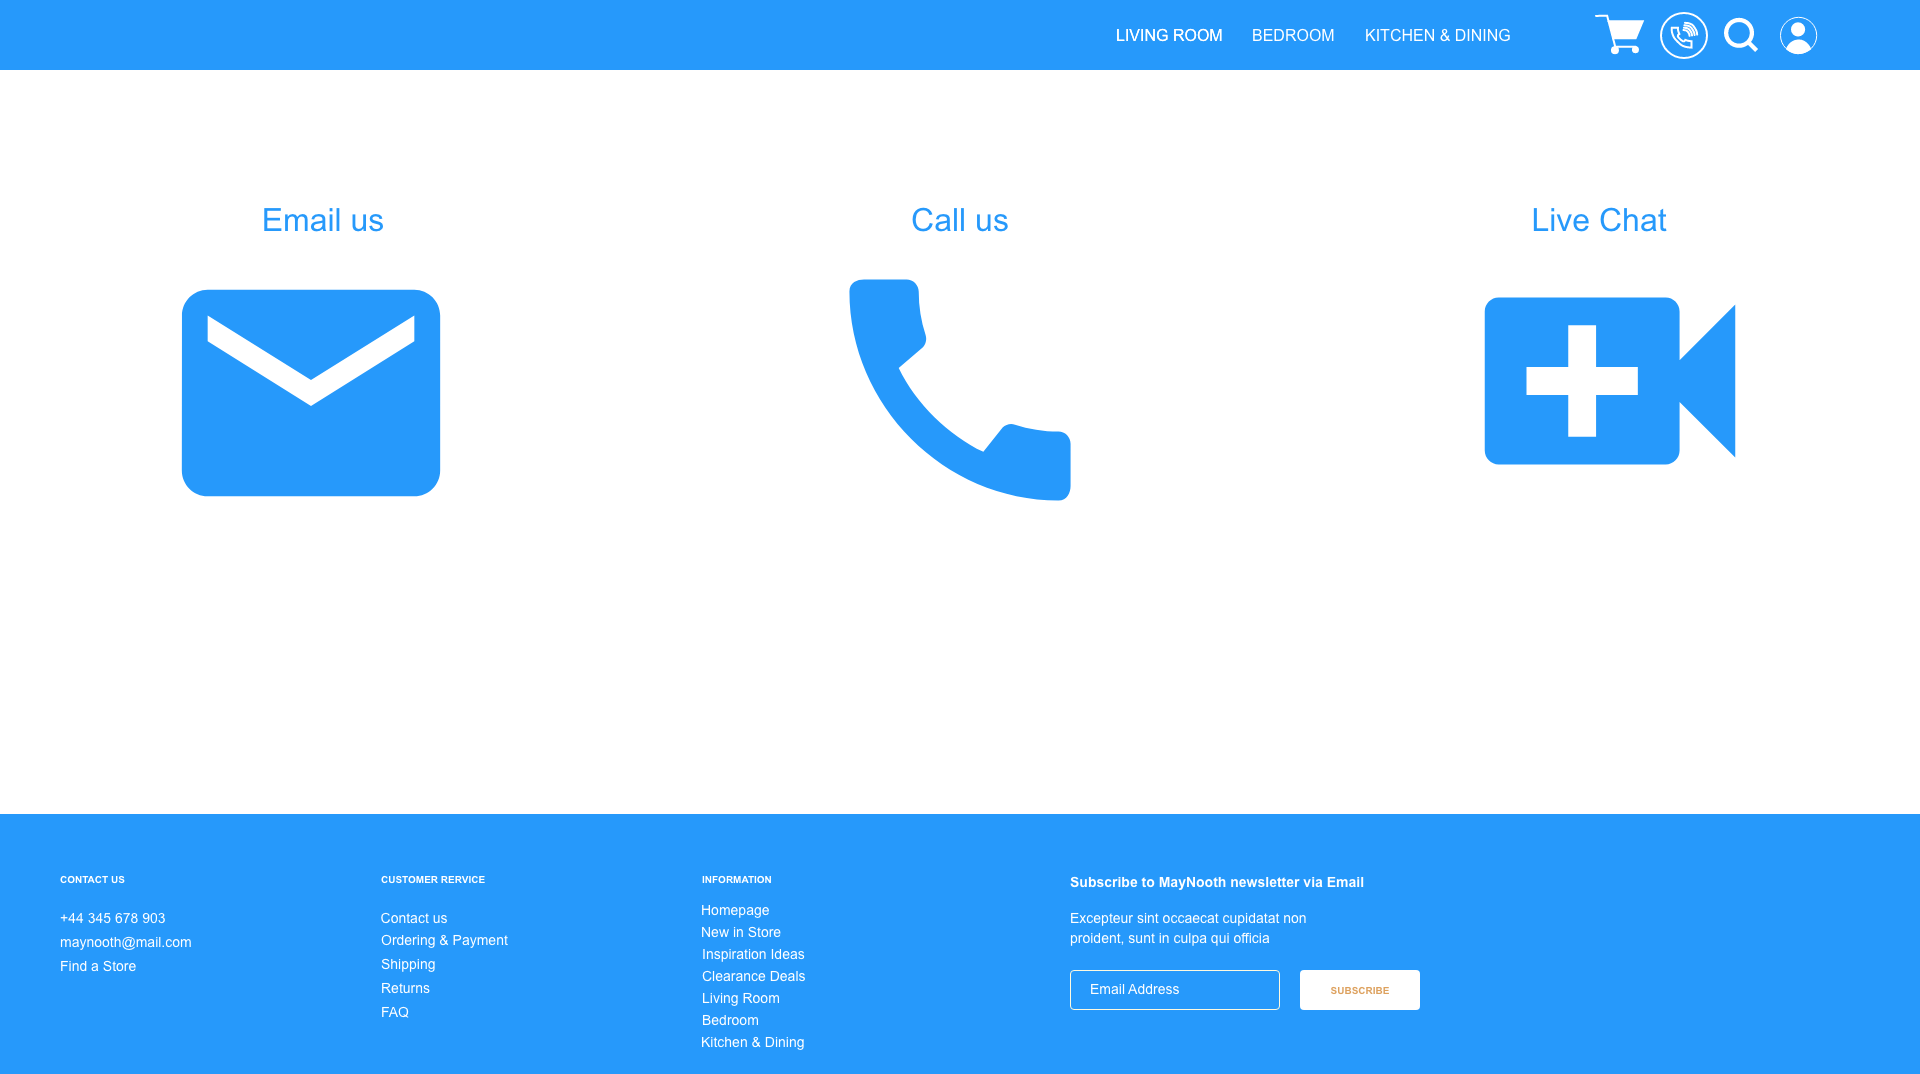 LIVING ROOM
BEDROOM
KITCHEN & DINING
Email us
Call us
Live Chat
CONTACT US
+44 345 678 903
maynooth@mail.com
Find a Store
CUSTOMER RERVICE
Contact us
Ordering & Payment
Shipping
Returns
FAQ
INFORMATION
Homepage
New in Store
Inspiration Ideas
Clearance Deals
Living Room
Bedroom
Kitchen & Dining
Subscribe to MayNooth newsletter via Email
Excepteur sint occaecat cupidatat non
proident, sunt in culpa qui officia
Email Address
SUBSCRIBE